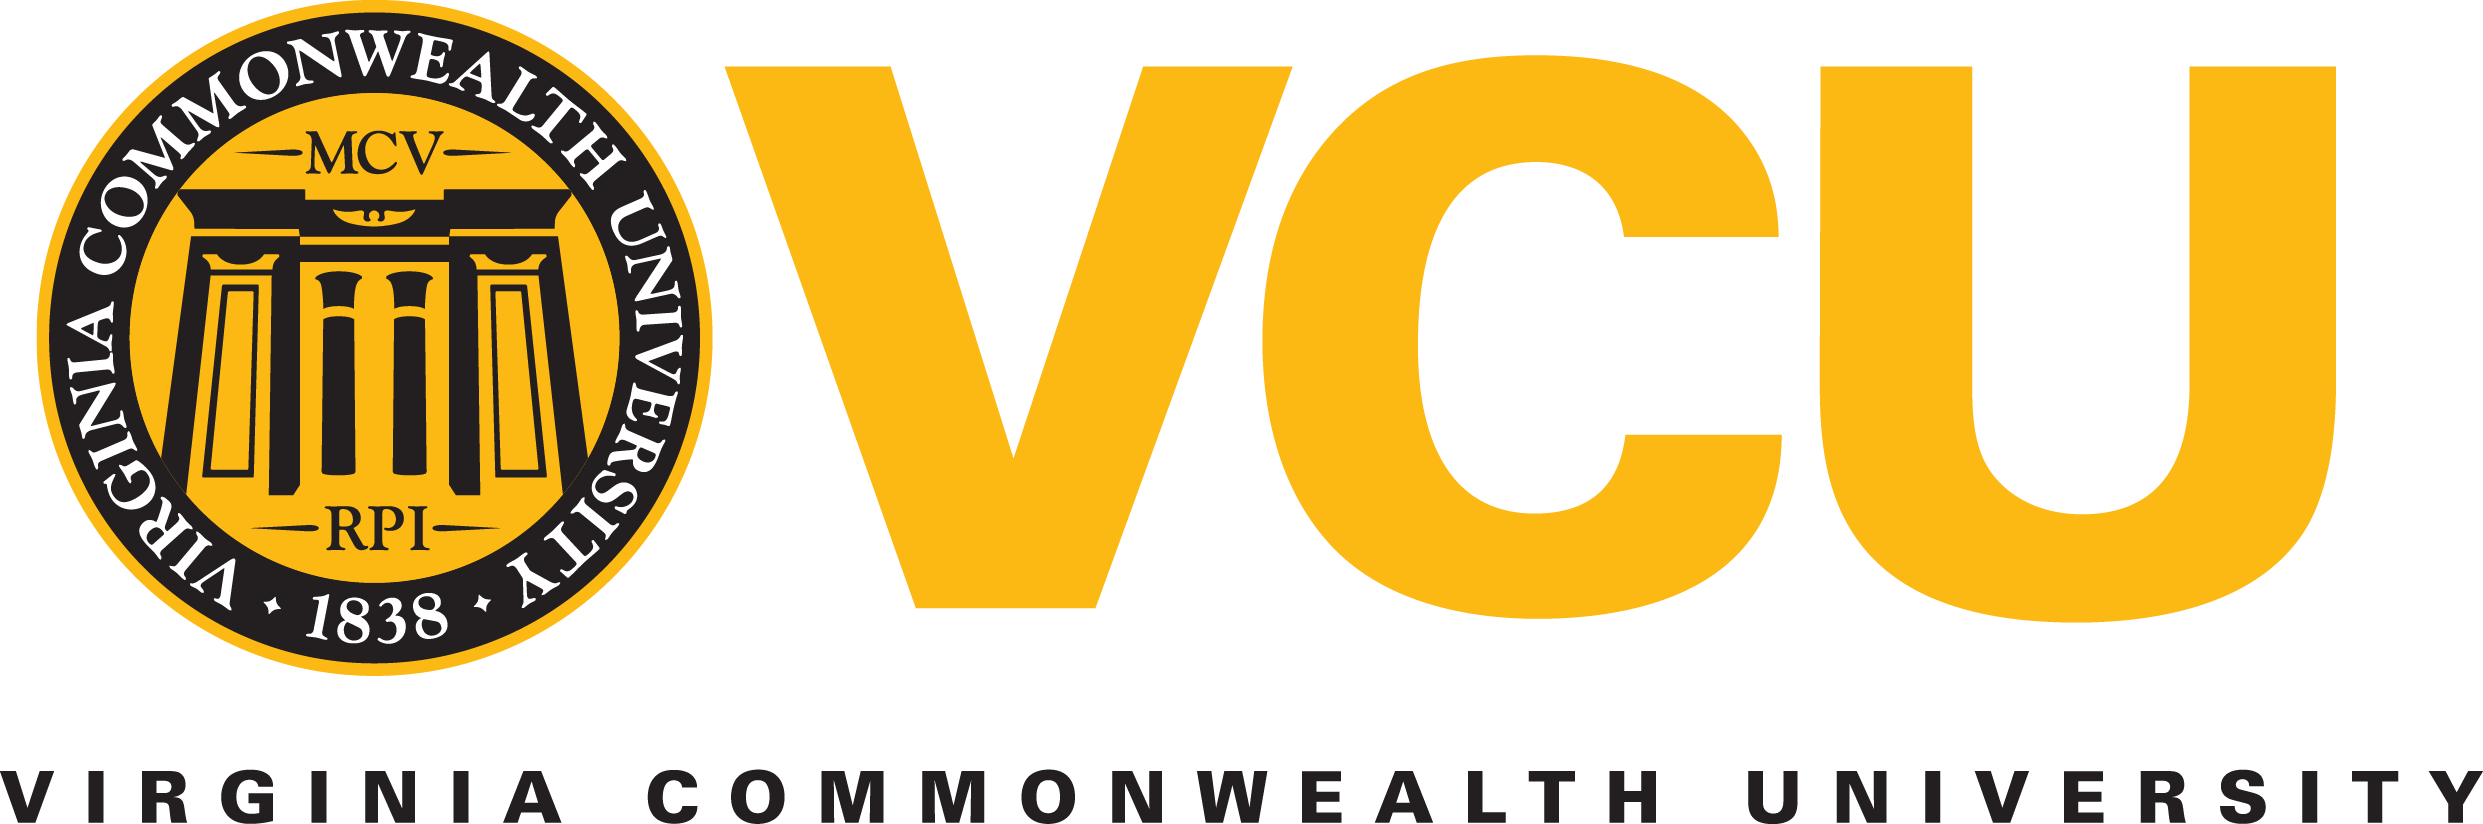 VIRGINIA COMMONWEALTH UNIVERSITY
· 1838 ·
MCV
RPI
VCU
VIRGINIA COMMONWEALTH UNIVERSITY